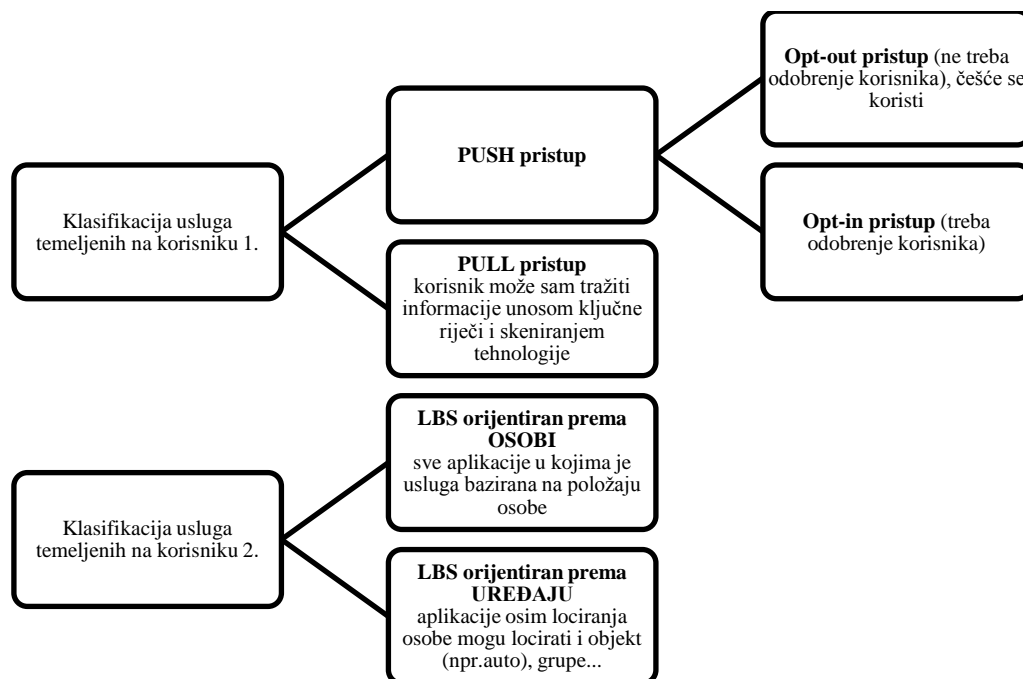 Klasifikacija usluga
temeljenih na korisniku 1.
PUSH pristup
Opt-out pristup (ne treba
odobrenje korisnika), češće se
koristi
Opt-in pristup (treba
odobrenje korisnika)
PULL pristup
korisnik može sam tražiti
informacije unosom ključne
riječi i skeniranjem
tehnologije
Klasifikacija usluga
temeljenih na korisniku 2.
LBS orijentiran prema
OSOBI
sve aplikacije u kojima je
usluga bazirana na položaju
osobe
LBS orijentiran prema
UREĐAJU
aplikacije osim lociranja
osobe mogu locirati i objekt
(npr.auto), grupe...